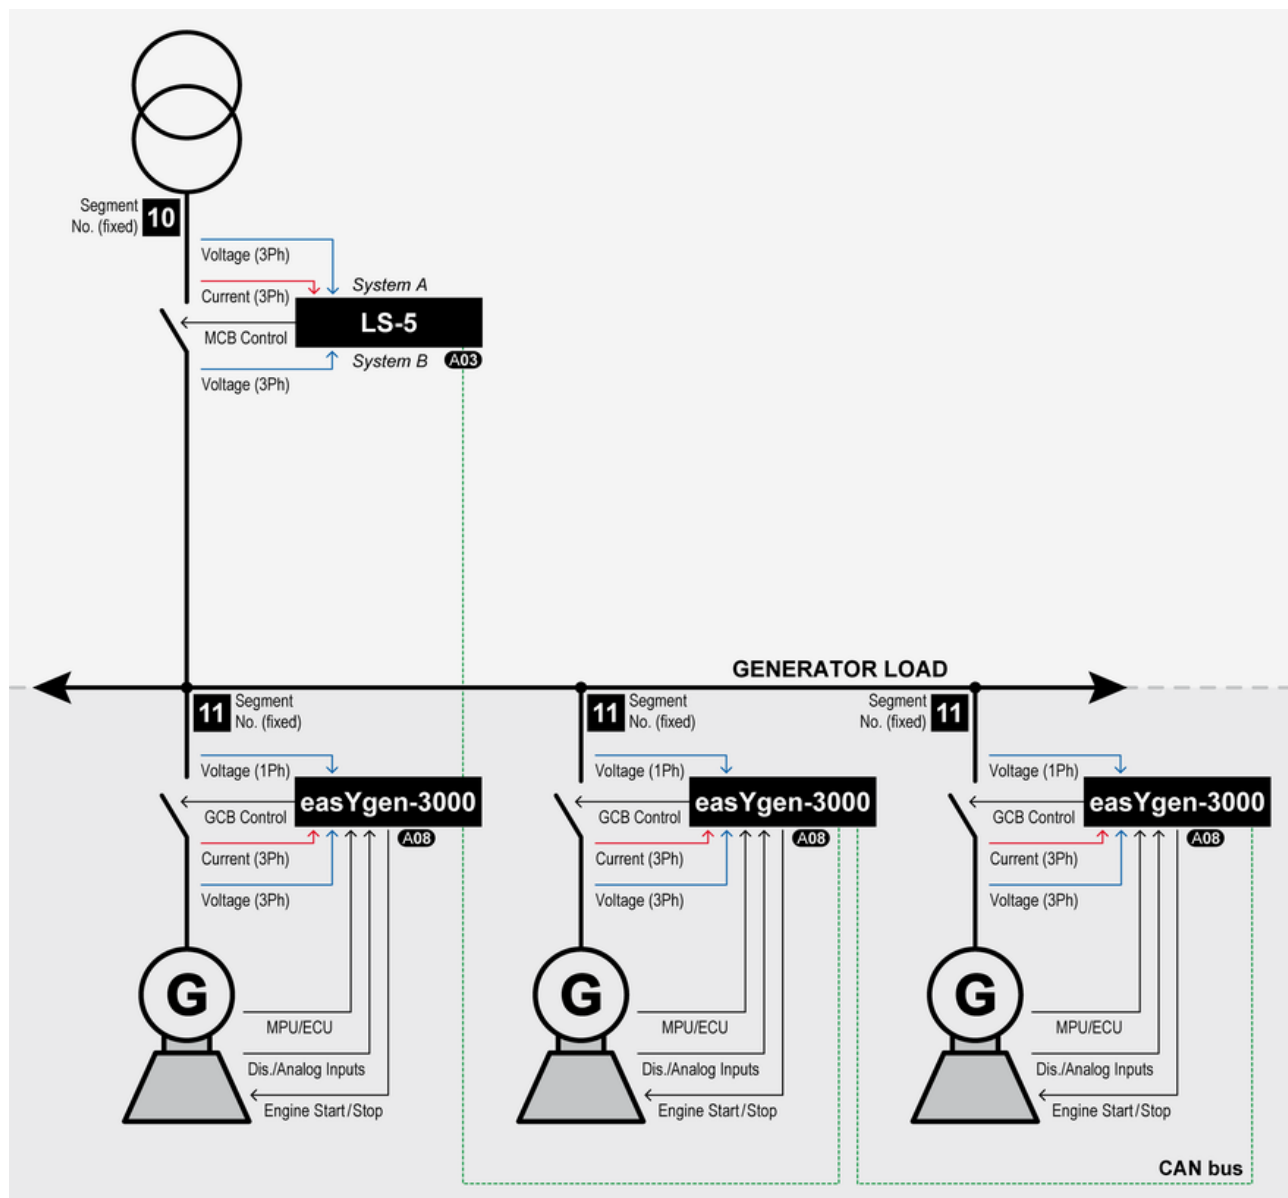 Segment
No. (fixed)
10
Voltage (3Ph)
Current (3Ph)
System A
LS-5
MCB Control
System B
A03
Voltage (3Ph)
GENERATOR LOAD
11
Segment
No. (fixed)
11
Segment
No. (fixed)
Segment
No. (fixed)
11
Voltage (1Ph)
easYgen-3000
GCB Control
A08
Current (3Ph)
Voltage (3Ph)
G
MPU/ECU
Dis./Analog Inputs
Engine Start/Stop
Voltage (1Ph)
easYgen-3000
GCB Control
A08
Current (3Ph)
Voltage (3Ph)
G
MPU/ECU
Dis./Analog Inputs
Engine Start/Stop
Voltage (1Ph)
easYgen-3000
GCB Control
A08
Current (3Ph)
Voltage (3Ph)
G
MPU/ECU
Dis./Analog Inputs
Engine Start/Stop
CAN bus